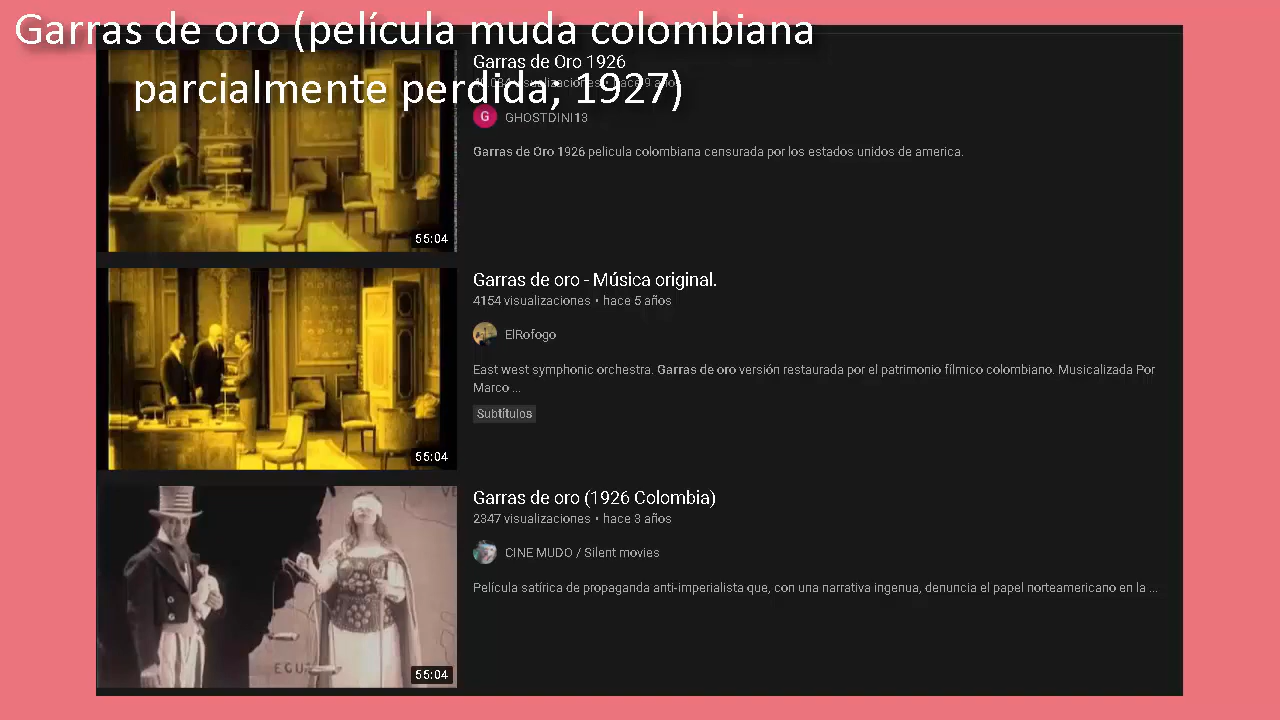 Garras de oro (película muda colombiana
parcialmente perdida, 1927)
Garras de Oro 1926
GHOSTDINI13
Garras de Oro 1926 pelicula colombiana censurada por los estados unidos de america.
55:04
Garras de oro - Música original.
4154 visualizaciones • hace 5 años
ElRofogo
East west symphonic orchestra. Garras de oro versión restaurada por el patrimonio fílmico colombiano. Musicalizada Por
Marco ...
Subtítulos
55:04
Garras de oro (1926 Colombia)
2347 visualizaciones • hace 3 años
CINE MUDO / Silent movies
Película satírica de propaganda anti-imperialista que, con una narrativa ingenua, denuncia el papel norteamericano en la ...
55:04